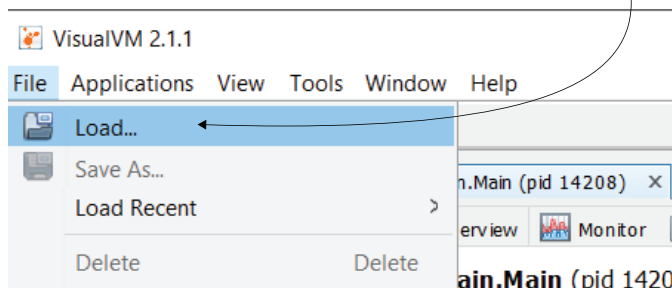 VisualVM 2.1.1
File Applications View Tools Window Help
Load...
Save As...
n.Main (pid 14208) ×
Load Recent >
erview Monitor
Delete Delete
ain.Main (pid 1420